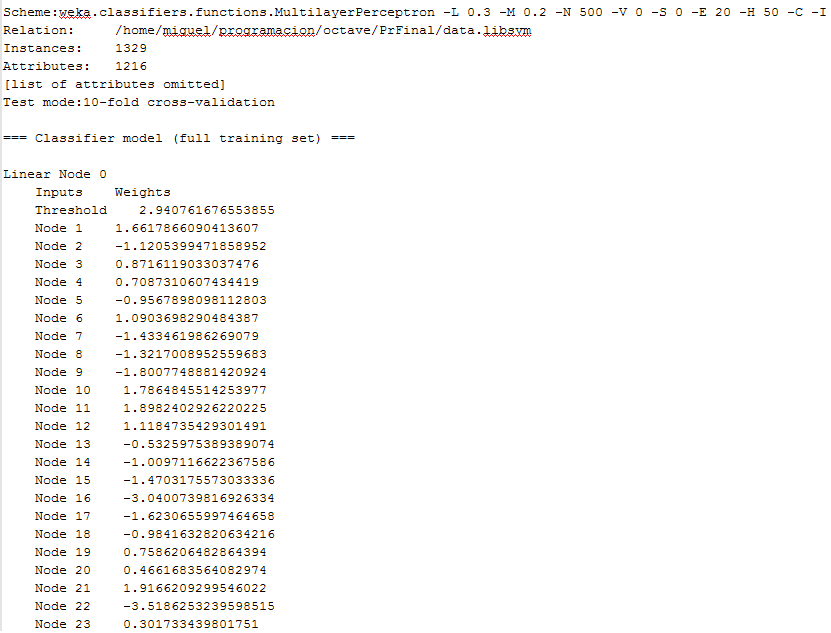 Scheme:weka.classifiers.functions.MultilayerPerceptron -L 0.3 -M 0.2 -N 500 -V 0 -S 0 -E 20 -H 50 -C -I
Relation: /home/miguel/programacion/octave/PrFinal/data.libsvm
Instances: 1329
Attributes: 1216
[list of attributes omitted]
Test mode:10-fold cross-validation
=== Classifier model (full training set) ===
Linear Node 0
Inputs Weights
Threshold 2.940761676553855
Node 1 1.6617866090413607
Node 2 -1.1205399471858952
Node 3 0.8716119033037476
Node 4 0.7087310607434419
Node 5 -0.9567898098112803
Node 6 1.0903698290484387
Node 7 -1.433461986269079
Node 8 -1.3217008952559683
Node 9 -1.8007748881420924
Node 10 1.7864845514253977
Node 11 1.8982402926220225
Node 12 1.1184735429301491
Node 13 -0.5325975389389074
Node 14 -1.0097116622367586
Node 15 -1.4703175573033336
Node 16 -3.0400739816926334
Node 17 -1.6230655997464658
Node 18 -0.9841632820634216
Node 19 0.7586206482864394
Node 20 0.4661683564082974
Node 21 1.9166209299546022
Node 22 -3.5186253239598515
Node 23 0.301733439801751